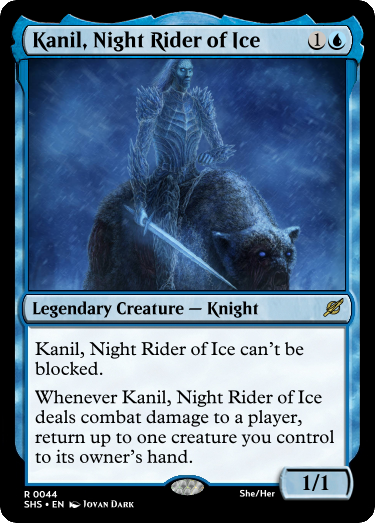 Kanil, Night Rider of Ice 1
Legendary Creature — Knight
Kanil, Night Rider of Ice can't be
blocked.
Whenever Kanil, Night Rider of Ice
deals combat damage to a player,
return up to one creature you control
to its owner's hand.
1/1
R 0044
She/Her
SHS • EN Jovan Dark